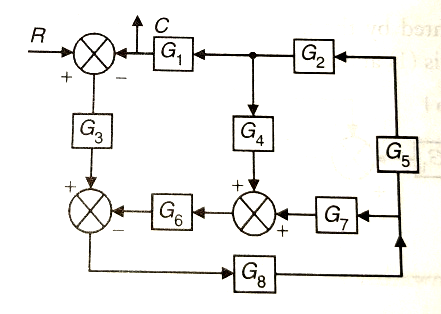 R C
G₁ G₂
+ −
G₃ G₄ G₅
+ +
G₆ G₇
− +
G₈